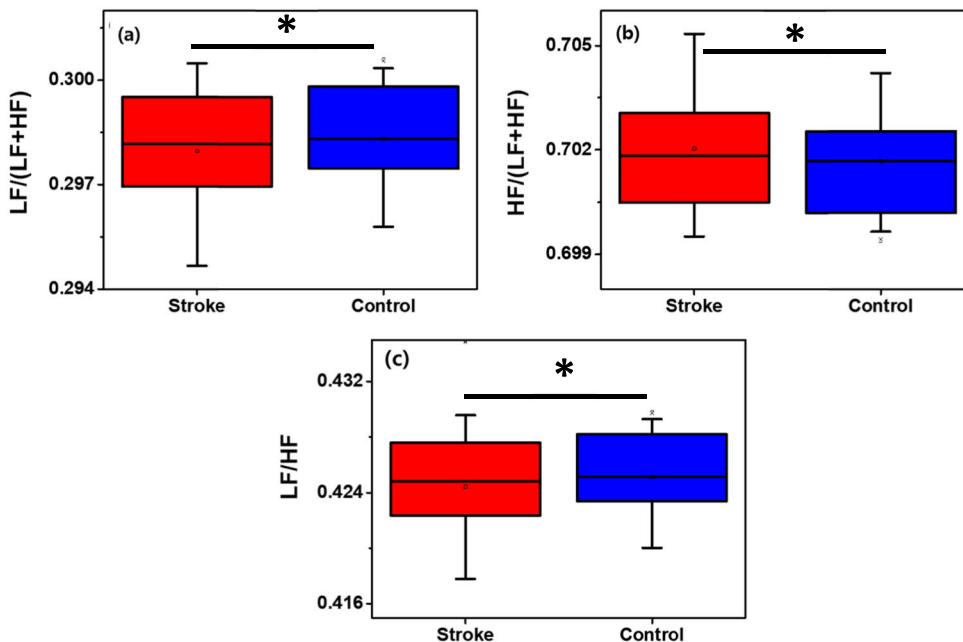 (a)
*
LF/(LF+HF)
0.300
0.297
0.294
Stroke Control
(b)
*
HF/(LF+HF)
0.705
0.702
0.699
Stroke Control
(c)
*
LF/HF
0.432
0.424
0.416
Stroke Control